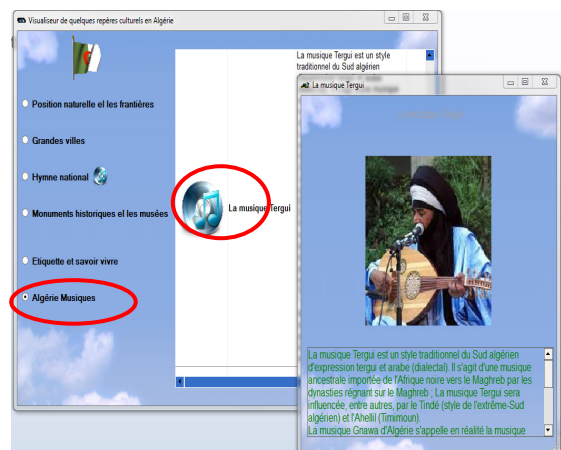 Visualiseur de quelques repères culturels en Algérie
Position naturelle el les frantières
Grandes villes
Hymne national
Monuments historiques el les musées
Etiquette et savoir vivre
Algérie Musiques
La musique Tergui
La musique Tergui est un style
traditionnel du Sud algérien
La musique Tergui
La musique Tergui est un style traditionnel du Sud algérien
d'expression tergui et arabe (dialectal). Il s'agit d'une musique
ancestrale importée de l'Afrique noire vers le Maghreb par les
dynasties régnant sur le Maghreb ; La musique Tergui sera
influencée, entre autres, par le Tindé (style de l'extrême-Sud
algérien) et l'Ahellil (Timimoun).
La musique Gnawa d'Algérie s'appelle en réalité la musique